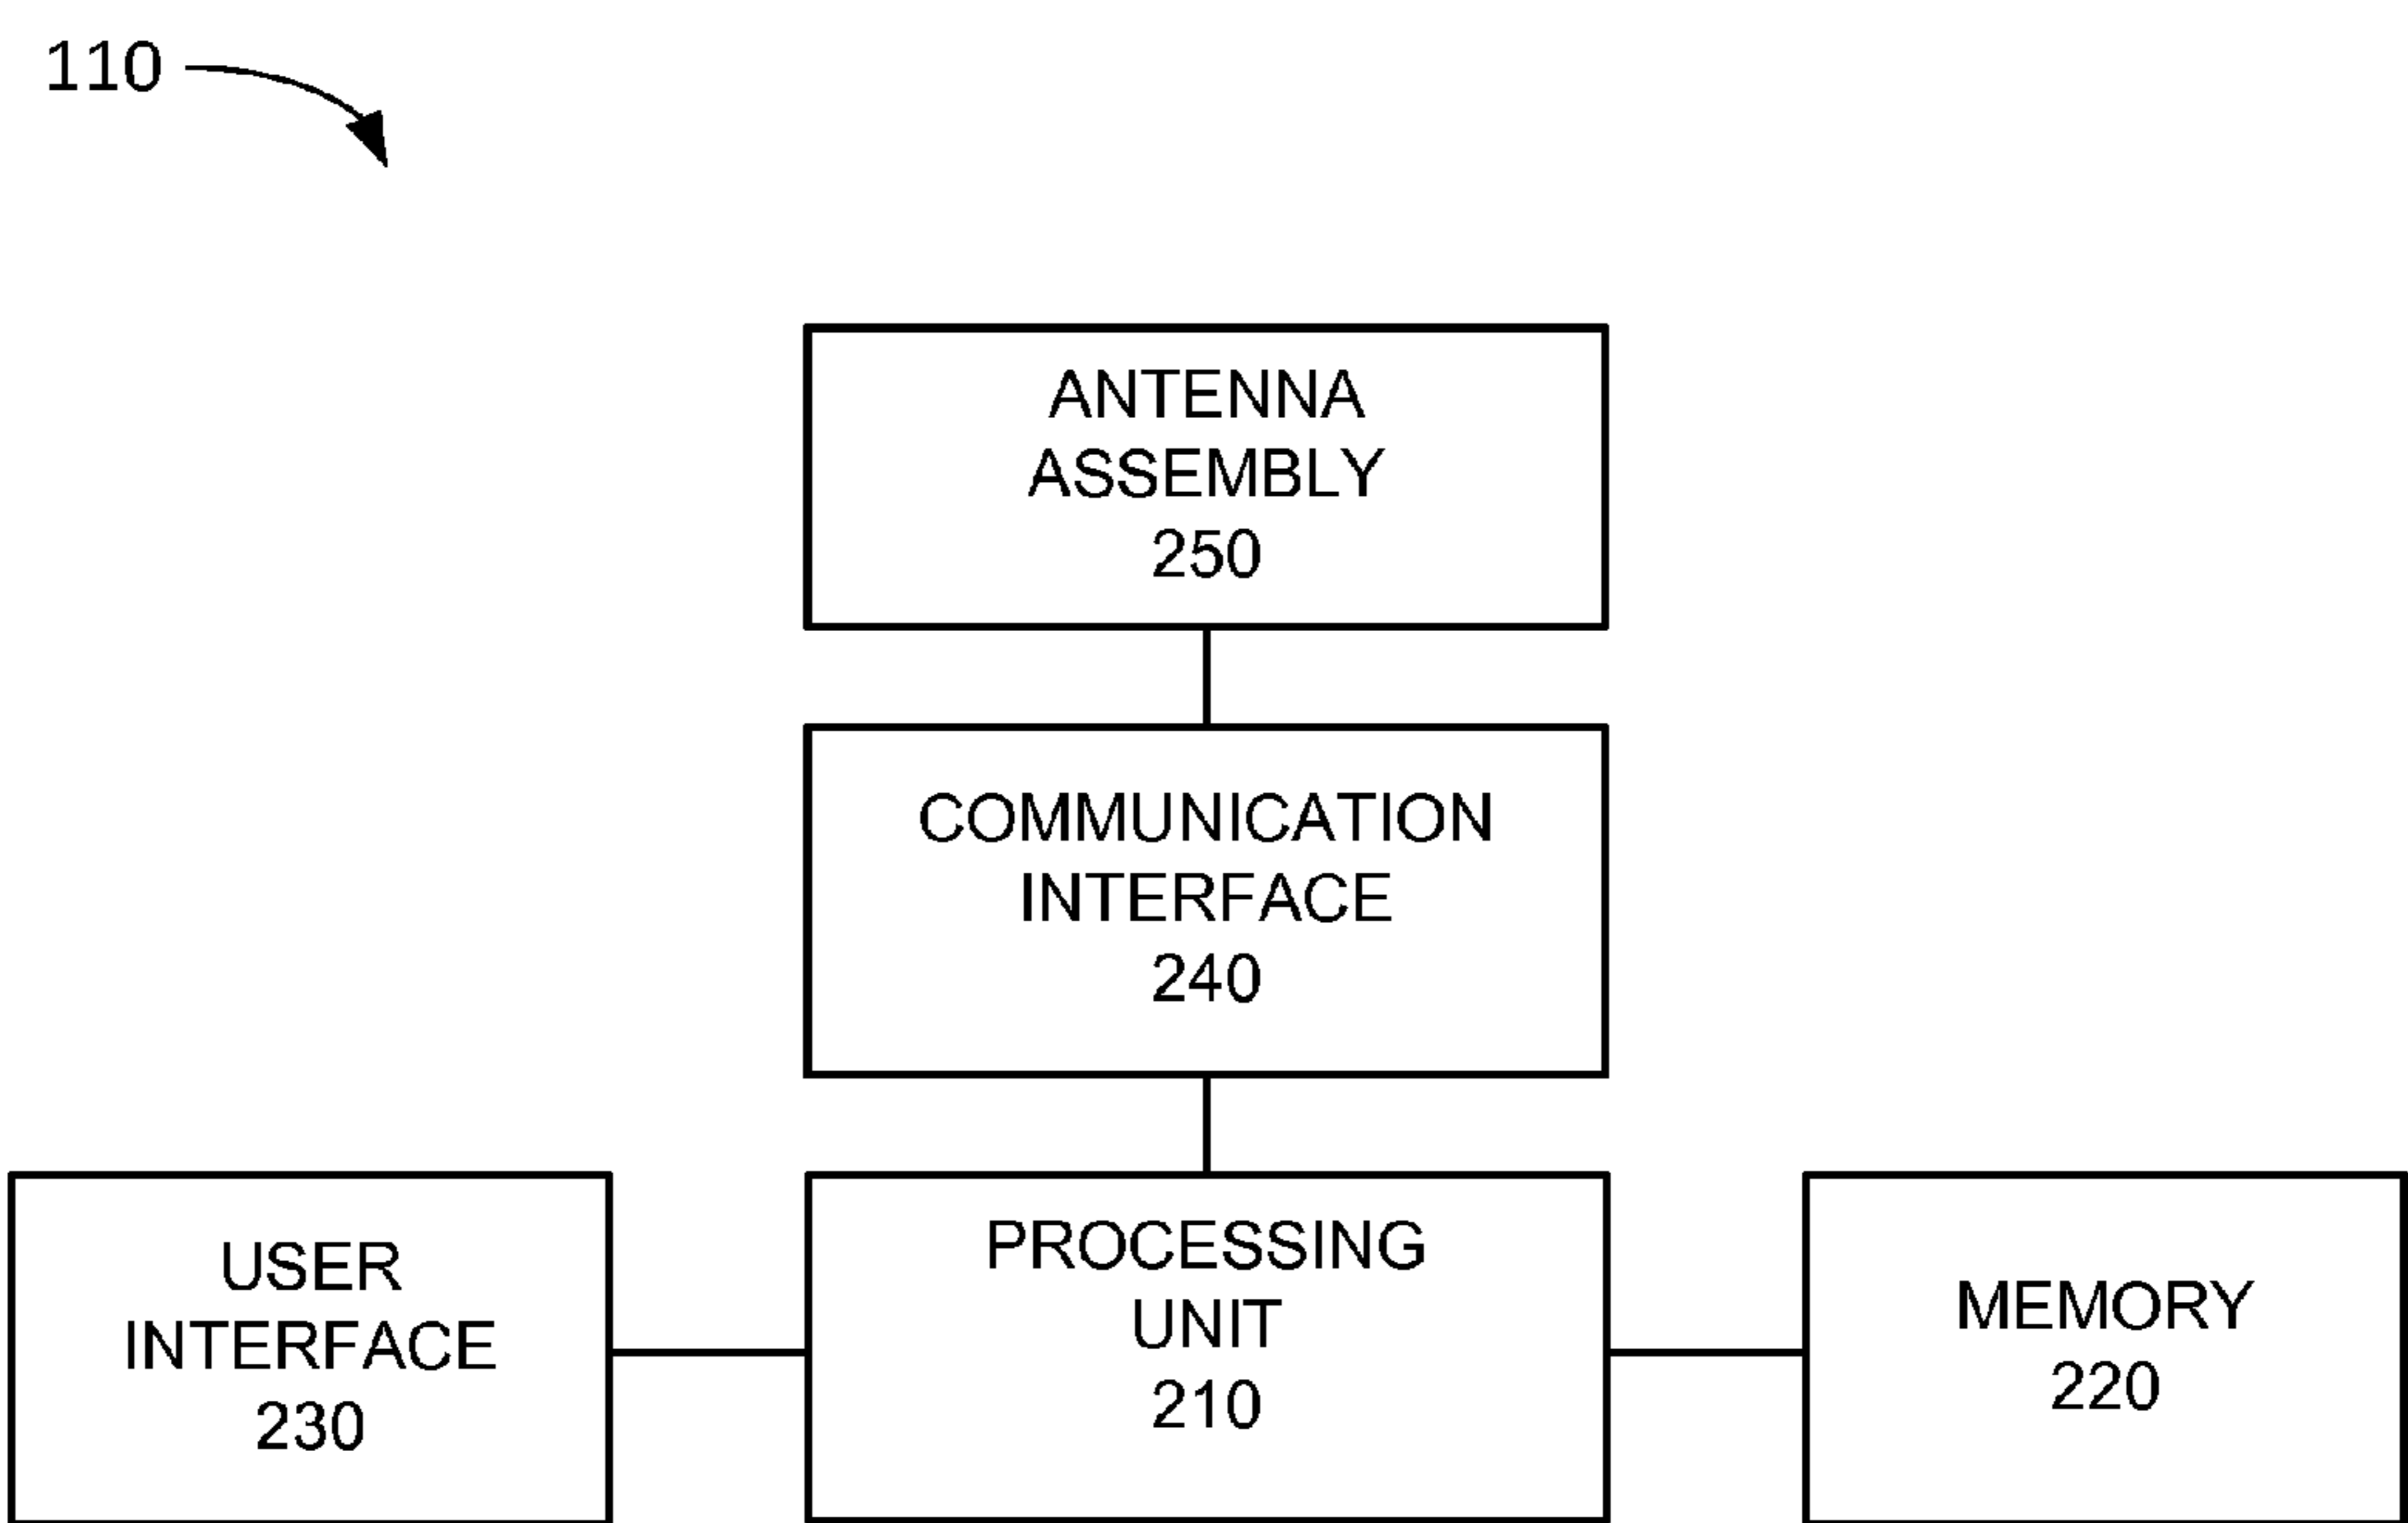 110
ANTENNA
ASSEMBLY
250
COMMUNICATION
INTERFACE
240
USER
INTERFACE
230
PROCESSING
UNIT
210
MEMORY
220